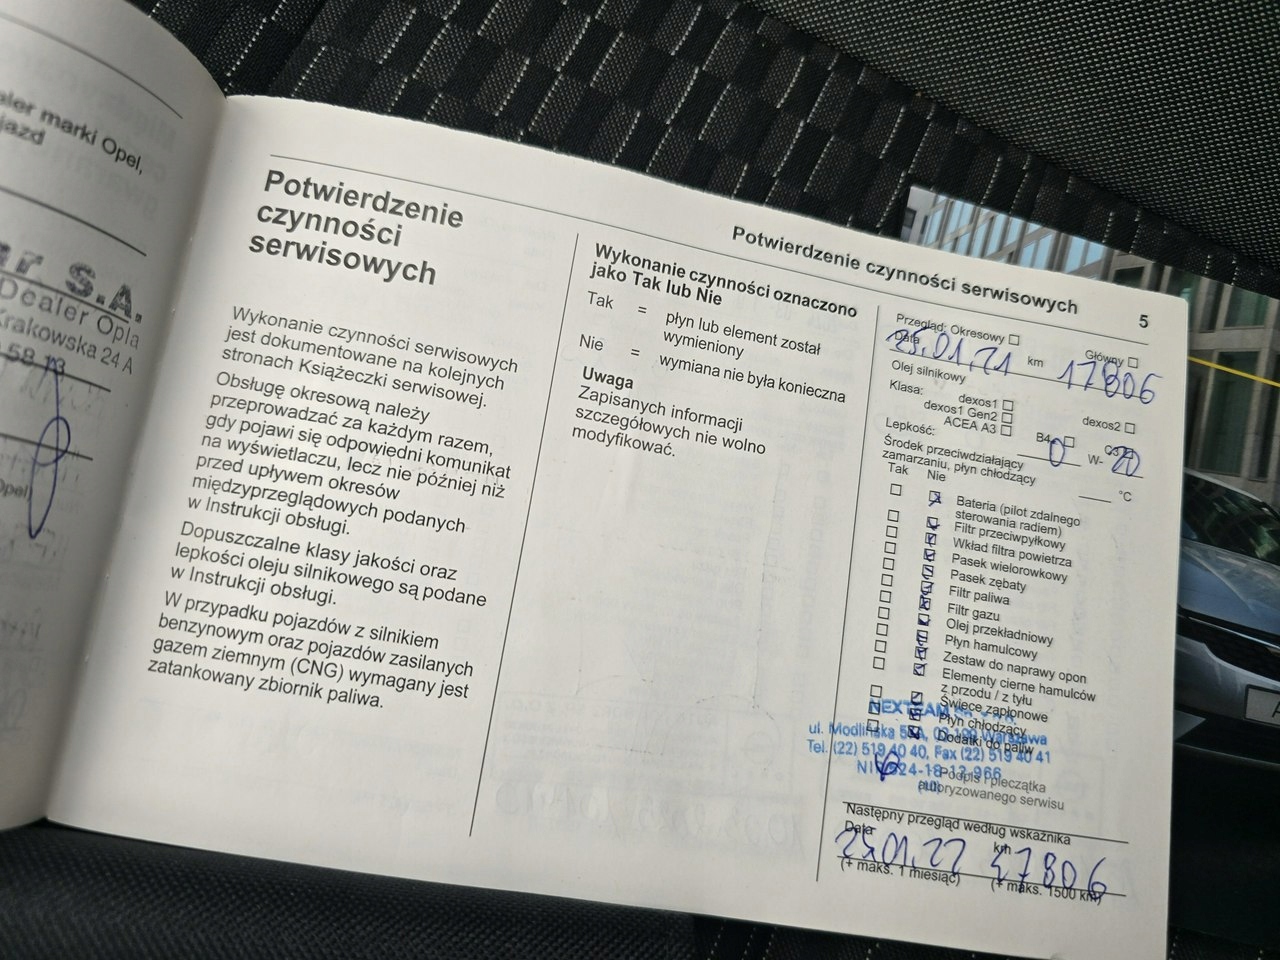 ler marki Opel,
jazd
ar S.A.
Dealer Opla
Krakowska 24 A
Opel,
Potwierdzenie
czynności
serwisowych
Wykonanie czynności serwisowych
jest dokumentowane na kolejnych
stronach Książeczki serwisowej.
Obsługę okresową należy
przeprowadzać za każdym razem,
gdy pojawi się odpowiedni komunikat
na wyświetlaczu, lecz nie później niż
przed upływem okresów
międzyprzeglądowych podanych
w Instrukcji obsługi.
Dopuszczalne klasy jakości oraz
lepkości oleju silnikowego są podane
w Instrukcji obsługi.
W przypadku pojazdów z silnikiem
benzynowym oraz pojazdów zasilanych
gazem ziemnym (CNG) wymagany jest
zatankowany zbiornik paliwa.
Wykonanie czynności oznaczono
jako Tak lub Nie
Tak = płyn lub element został
wymieniony
Nie = wymiana nie była konieczna
Uwaga
Zapisanych informacji
szczegółowych nie wolno
modyfikować.
Potwierdzenie czynności serwisowych 5
Przegląd: Okresowy Główny
Data 25.01.21 km 17806
Olej silnikowy
Klasa: dexos1 dexos2
dexos1 Gen2
ACEA A3 B4 C3
Lepkość: 0 W- 20
Środek przeciwdziałający
zamarzaniu, płyn chłodzący °C
Tak Nie
Bateria (pilot zdalnego
sterowania radiem)
Filtr przeciwpyłkowy
Wkład filtra powietrza
Pasek wielorowkowy
Pasek zębaty
Filtr paliwa
Filtr gazu
Olej przekładniowy
Płyn hamulcowy
Zestaw do naprawy opon
Elementy cierne hamulców
z przodu / z tyłu
Świece zapłonowe
Płyn chłodzący
Dodatki do paliw
NEXTEAM
ul. Modlińska Warszawa
Tel. (22) 519 40 40, Fax (22) 519 40 41
Podpis i pieczątka
autoryzowanego serwisu
Następny przegląd według wskaźnika
Data 25.01.22 km 47806
(+ maks. 1 miesiąc) (+ maks. 1500 km)